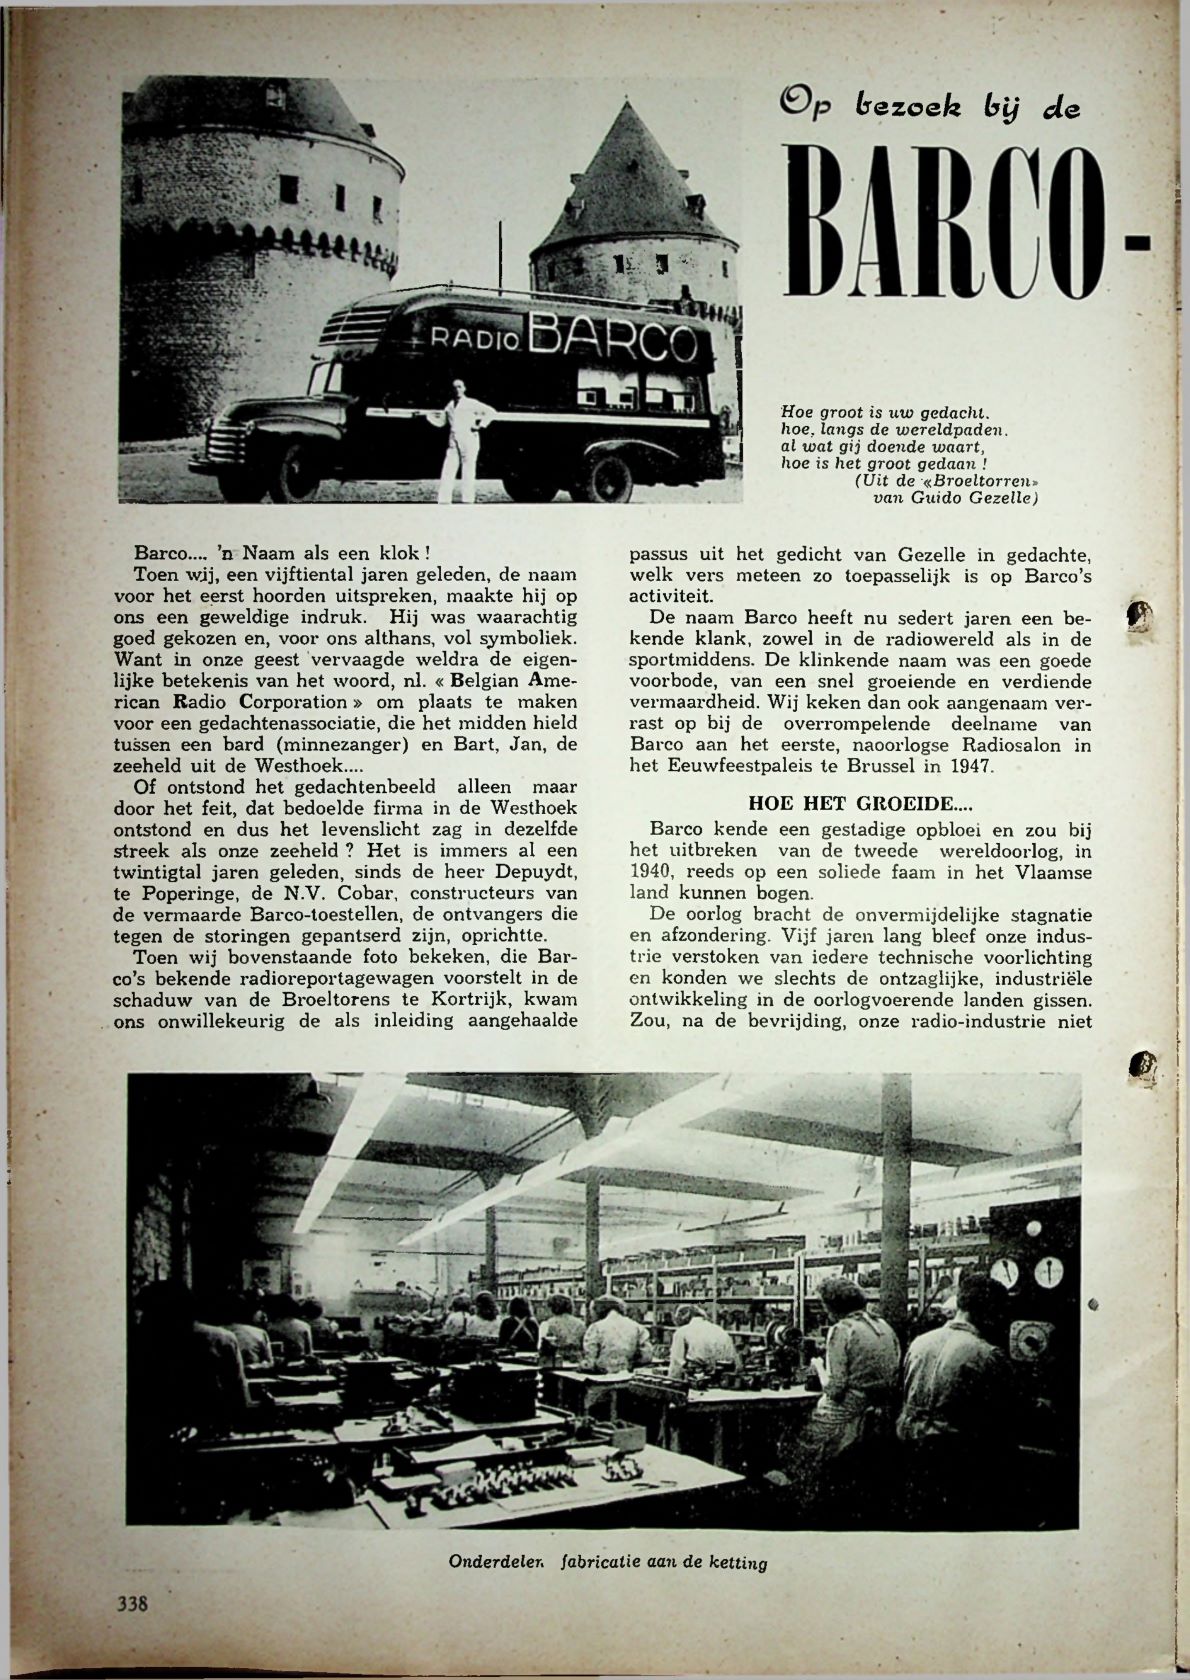 Op bezoek bij de
BARCO-
RADIO BARCO
Hoe groot is uw gedacht.
hoe, langs de wereldpaden.
al wat gij doende waart,
hoe is het groot gedaan !
(Uit de «Broeltorren»
van Guido Gezelle)
Barco.... 'n Naam als een klok !
Toen wij, een vijftiental jaren geleden, de naam
voor het eerst hoorden uitspreken, maakte hij op
ons een geweldige indruk. Hij was waarachtig
goed gekozen en, voor ons althans, vol symboliek.
Want in onze geest vervaagde weldra de eigen-
lijke betekenis van het woord, nl. « Belgian Ame-
rican Radio Corporation » om plaats te maken
voor een gedachtenassociatie, die het midden hield
tussen een bard (minnezanger) en Bart, Jan, de
zeeheld uit de Westhoek....
Of ontstond het gedachtenbeeld alleen maar
door het feit, dat bedoelde firma in de Westhoek
ontstond en dus het levenslicht zag in dezelfde
streek als onze zeeheld ? Het is immers al een
twintigtal jaren geleden, sinds de heer Depuydt,
te Poperinge, de N.V. Cobar, constructeurs van
de vermaarde Barco-toestellen, de ontvangers die
tegen de storingen gepantserd zijn, oprichtte.
Toen wij bovenstaande foto bekeken, die Bar-
co's bekende radioreportagewagen voorstelt in de
schaduw van de Broeltorens te Kortrijk, kwam
ons onwillekeurig de als inleiding aangehaalde
passus uit het gedicht van Gezelle in gedachte,
welk vers meteen zo toepasselijk is op Barco's
activiteit.
De naam Barco heeft nu sedert jaren een be-
kende klank, zowel in de radiowereld als in de
sportmiddens. De klinkende naam was een goede
voorbode, van een snel groeiende en verdiende
vermaardheid. Wij keken dan ook aangenaam ver-
rast op bij de overrompelende deelname van
Barco aan het eerste, naoorlogse Radiosalon in
het Eeuwfeestpaleis te Brussel in 1947.
HOE HET GROEIDE....
Barco kende een gestadige opbloei en zou bij
het uitbreken van de tweede wereldoorlog, in
1940, reeds op een soliede faam in het Vlaamse
land kunnen bogen.
De oorlog bracht de onvermijdelijke stagnatie
en afzondering. Vijf jaren lang bleef onze indus-
trie verstoken van iedere technische voorlichting
en konden we slechts de ontzaglijke, industriële
ontwikkeling in de oorlogvoerende landen gissen.
Zou, na de bevrijding, onze radio-industrie niet
Onderdelen fabricatie aan de ketting
338